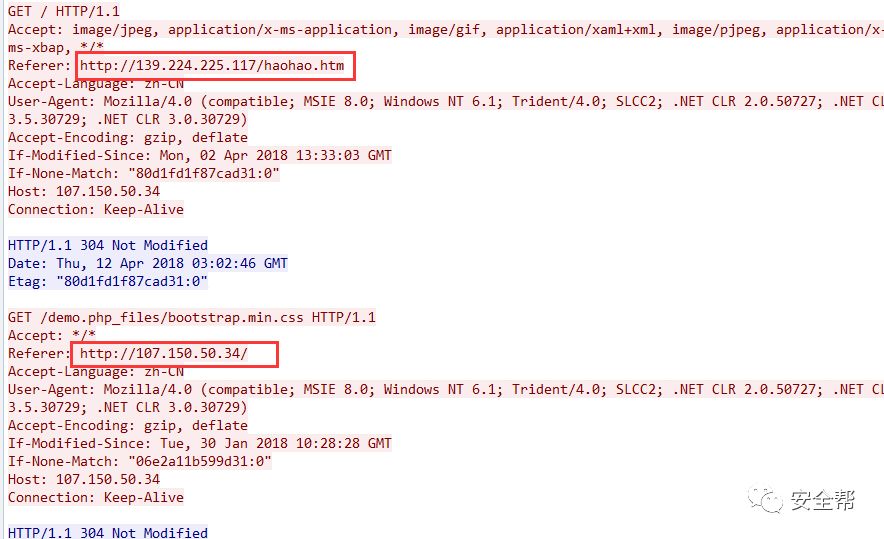 GET / HTTP/1.1
Accept: image/jpeg, application/x-ms-application, image/gif, application/xaml+xml, image/pjpeg, application/x-
ms-xbap, */*
Referer: http://139.224.225.117/haohao.htm
Accept-Language: zh-CN
User-Agent: Mozilla/4.0 (compatible; MSIE 8.0; Windows NT 6.1; Trident/4.0; SLCC2; .NET CLR 2.0.50727; .NET CL
3.5.30729; .NET CLR 3.0.30729)
Accept-Encoding: gzip, deflate
If-Modified-Since: Mon, 02 Apr 2018 13:33:03 GMT
If-None-Match: "80d1fd1f87cad31:0"
Host: 107.150.50.34
Connection: Keep-Alive
HTTP/1.1 304 Not Modified
Date: Thu, 12 Apr 2018 03:02:46 GMT
Etag: "80d1fd1f87cad31:0"
GET /demo.php_files/bootstrap.min.css HTTP/1.1
Accept: */*
Referer: http://107.150.50.34/
Accept-Language: zh-CN
User-Agent: Mozilla/4.0 (compatible; MSIE 8.0; Windows NT 6.1; Trident/4.0; SLCC2; .NET CLR 2.0.50727; .NET CL
3.5.30729; .NET CLR 3.0.30729)
Accept-Encoding: gzip, deflate
If-Modified-Since: Tue, 30 Jan 2018 10:28:28 GMT
If-None-Match: "06e2a11b599d31:0"
Host: 107.150.50.34
Connection: Keep-Alive
安全帮
HTTP/1.1 304 Not Modified